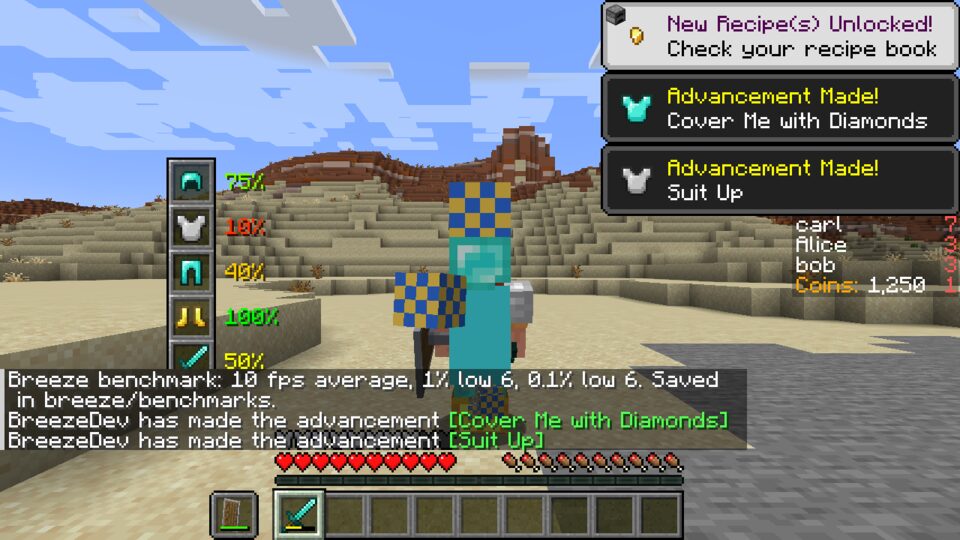 New Recipe(s) Unlocked!
Check your recipe book
Advancement Made!
Cover Me with Diamonds
Advancement Made!
Suit Up
75%
10%
40%
100%
50%
carl 7
Alice 3
bob
Coins: 1,250 1
Breeze benchmark: 10 fps average, 1% low 6, 0.1% low 6. Saved
in breeze/benchmarks.
BreezeDev has made the advancement [Cover Me with Diamonds]
BreezeDev has made the advancement [Suit Up]